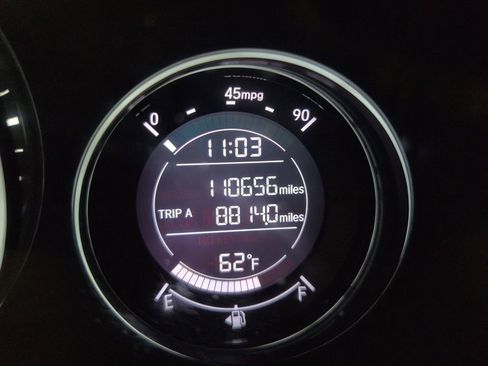 45mpg
0 90
11:03
110656 miles
TRIP A 8814.0 miles
62°F
E F